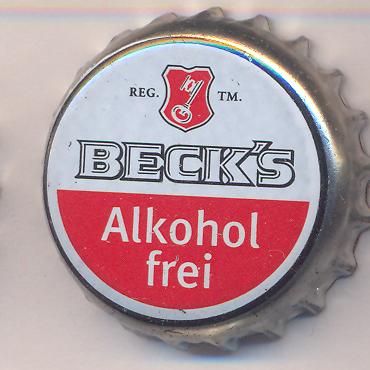 REG. TM.
BECK'S
Alkohol
frei